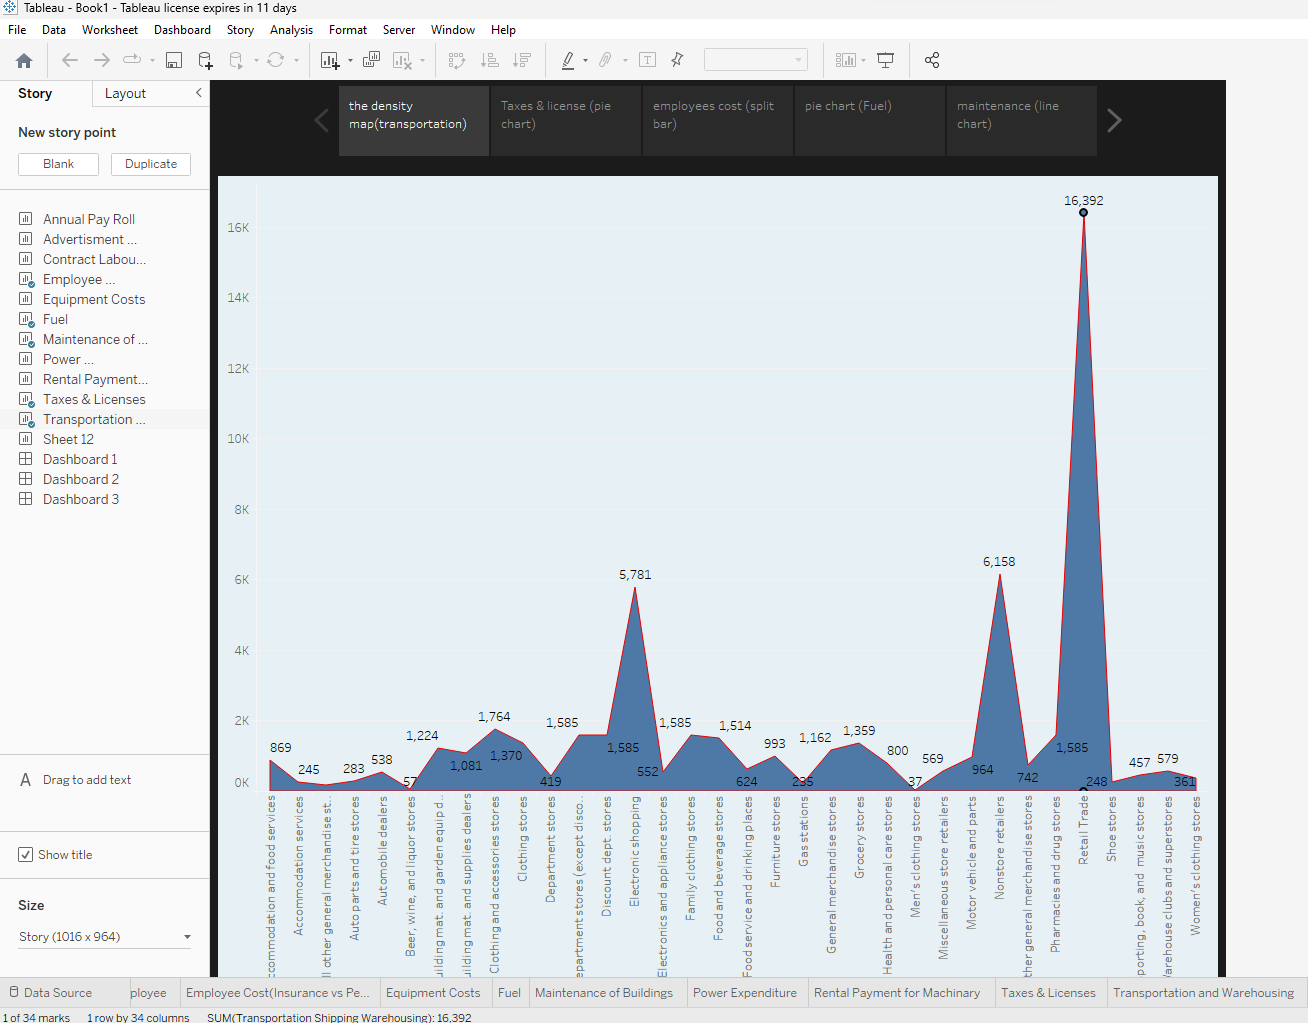 Tableau - Book1 - Tableau license expires in 11 days
File Data Worksheet Dashboard Story Analysis Format Server Window Help
Story Layout
New story point
Blank Duplicate
Annual Pay Roll
Advertisment ...
Contract Labou...
Employee ...
Equipment Costs
Fuel
Maintenance of ...
Power ...
Rental Payment...
Taxes & Licenses
Transportation ...
Sheet 12
Dashboard 1
Dashboard 2
Dashboard 3
A Drag to add text
Show title
Size
Story (1016 x 964)
the density
map(transportation)
Taxes & license (pie
chart)
employees cost (split
bar)
pie chart (Fuel)
maintenance (line
chart)
16K
14K
12K
10K
8K
6K
4K
2K
0K
869
245
283
538
57
1,224
1,081
1,764
1,370
419
1,585
1,585
5,781
552
1,585
1,514
624
993
235
1,162
1,359
800
37
569
964
6,158
742
1,585
16,392
248
457
579
361
ccommodation and food services
Accommodation services
ll other general merchandise st..
Auto parts and tire stores
Automobile dealers
Beer, wine, and liquor stores
uilding mat. and garden equip d..
uilding mat. and supplies dealers
Clothing and accessories stores
Clothing stores
Department stores
epartment stores (except disco..
Discount dept. stores
Electronic shopping
Electronics and appliance stores
Family clothing stores
Food and beverage stores
Food service and drinking places
Furniture stores
Gas stations
General merchandise stores
Grocery stores
Health and personal care stores
Men's clothing stores
Miscellaneous store retailers
Motor vehicle and parts
Nonstore retailers
ther general merchandise stores
Pharmacies and drug stores
Retail Trade
Shoe stores
porting, book, and music stores
Warehouse clubs and superstores
Women's clothing stores
Data Source ployee Employee Cost(Insurance vs Pe... Equipment Costs Fuel Maintenance of Buildings Power Expenditure Rental Payment for Machinery Taxes & Licenses Transportation and Warehousing
1 of 34 marks 1 row by 34 columns SUM(Transportation Shipping Warehousing): 16,392